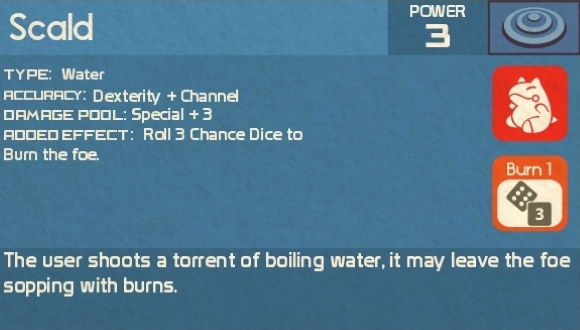 Scald
POWER
3
TYPE: Water
ACCURACY: Dexterity + Channel
DAMAGE POOL: Special + 3
ADDED EFFECT: Roll 3 Chance Dice to
Burn the foe.
Burn 1
3
The user shoots a torrent of boiling water, it may leave the foe
sopping with burns.